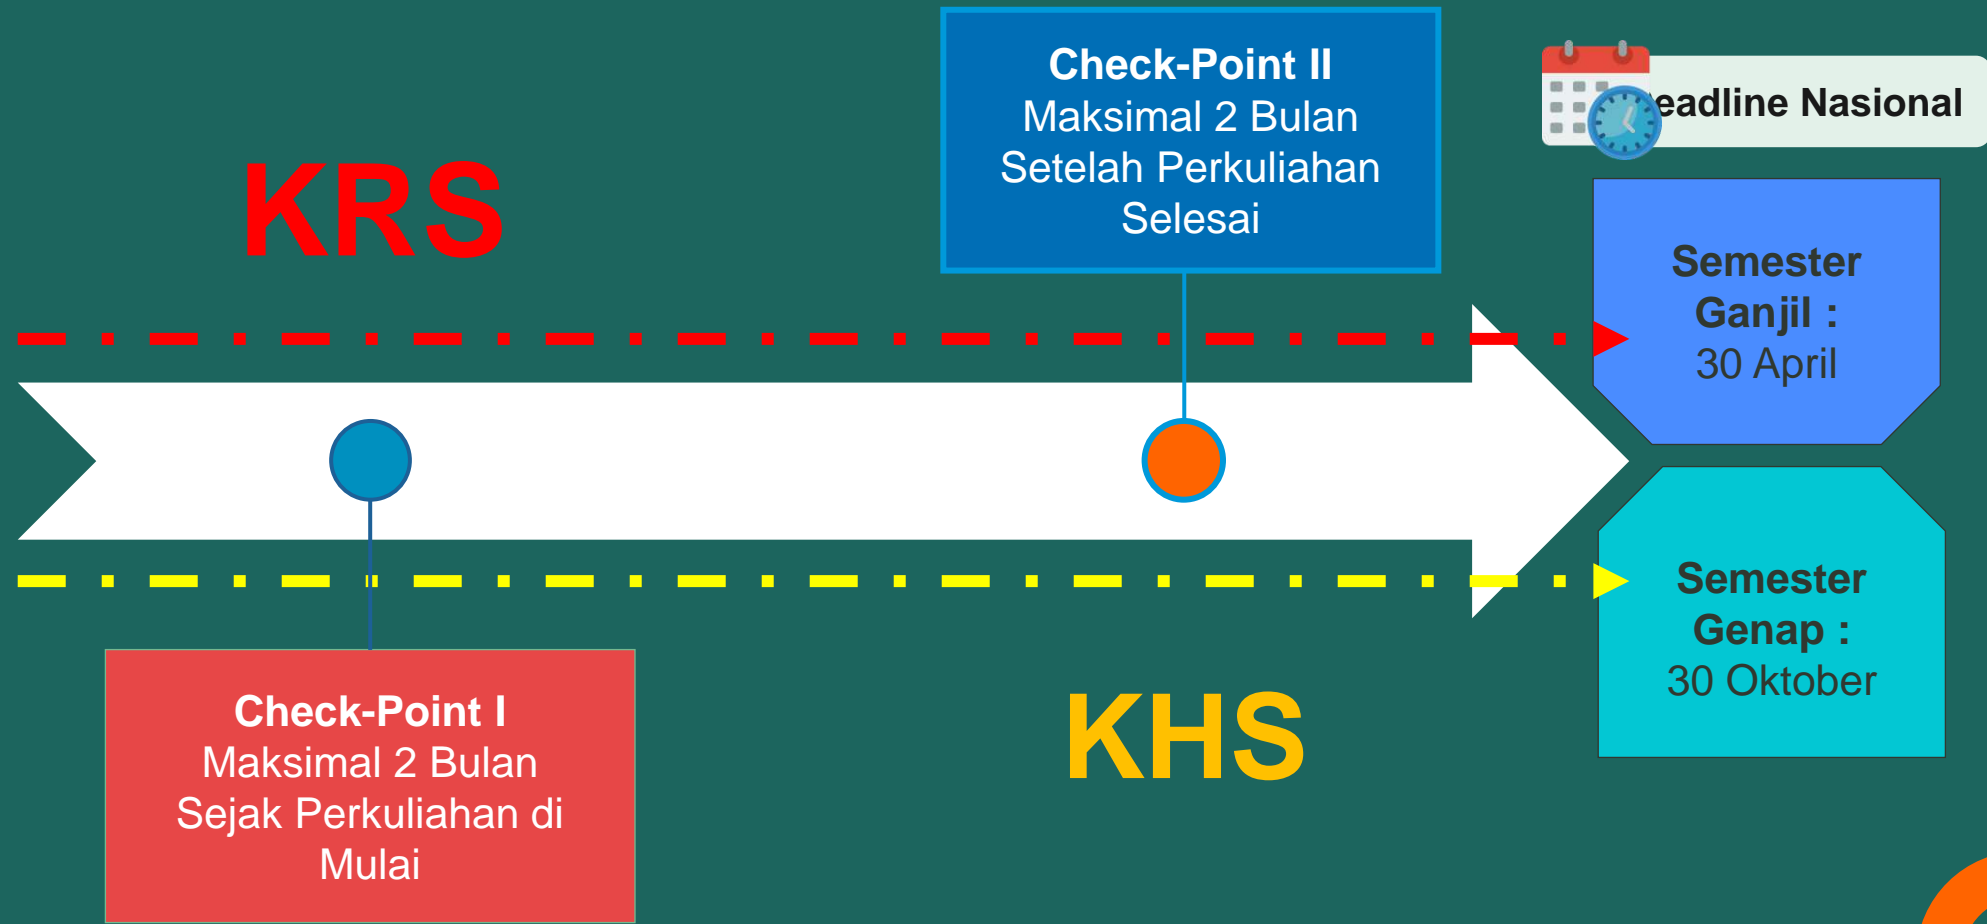 KRS
Check-Point II
Maksimal 2 Bulan
Setelah Perkuliahan
Selesai
eadline Nasional
Semester
Ganjil :
30 April
Check-Point I
Maksimal 2 Bulan
Sejak Perkuliahan di
Mulai
KHS
Semester
Genap :
30 Oktober